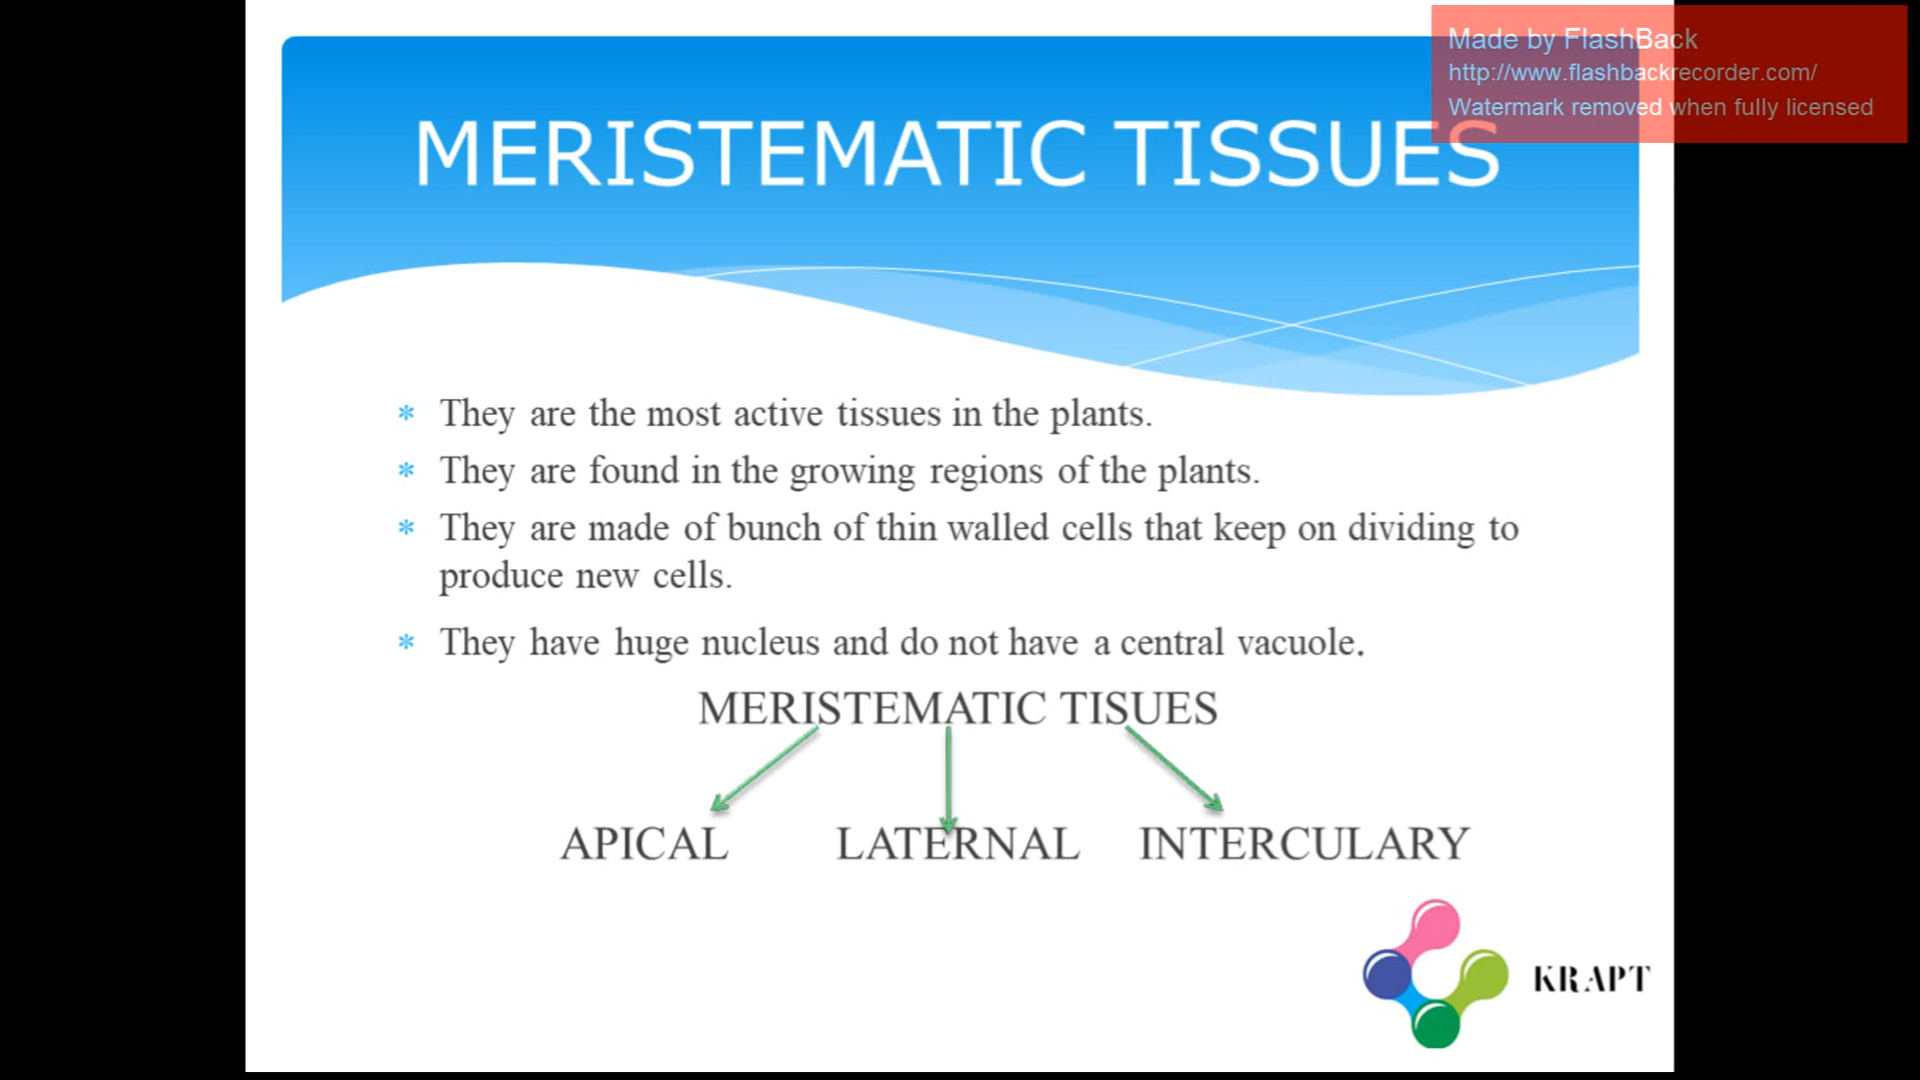 Made by FlashBack
http://www.flashbackrecorder.com/
Watermark removed when fully licensed
MERISTEMATIC TISSUES
* They are the most active tissues in the plants.
* They are found in the growing regions of the plants.
* They are made of bunch of thin walled cells that keep on dividing to
produce new cells.
* They have huge nucleus and do not have a central vacuole.
MERISTEMATIC TISUES
APICAL LATERNAL INTERCULARY
KRAPT